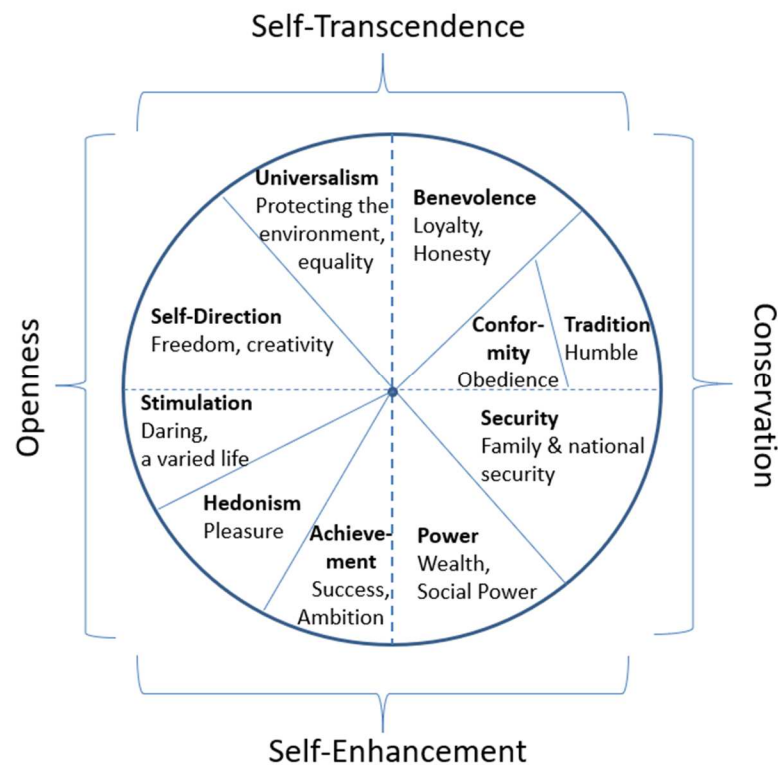 Self-Transcendence
Universalism
Protecting the
environment,
equality
Benevolence
Loyalty,
Honesty
Self-Direction
Freedom, creativity
Confor-
mity
Obedience
Tradition
Humble
Openness
Conservation
Stimulation
Daring,
a varied life
Security
Family & national
security
Hedonism
Pleasure
Achieve-
ment
Success,
Ambition
Power
Wealth,
Social Power
Self-Enhancement